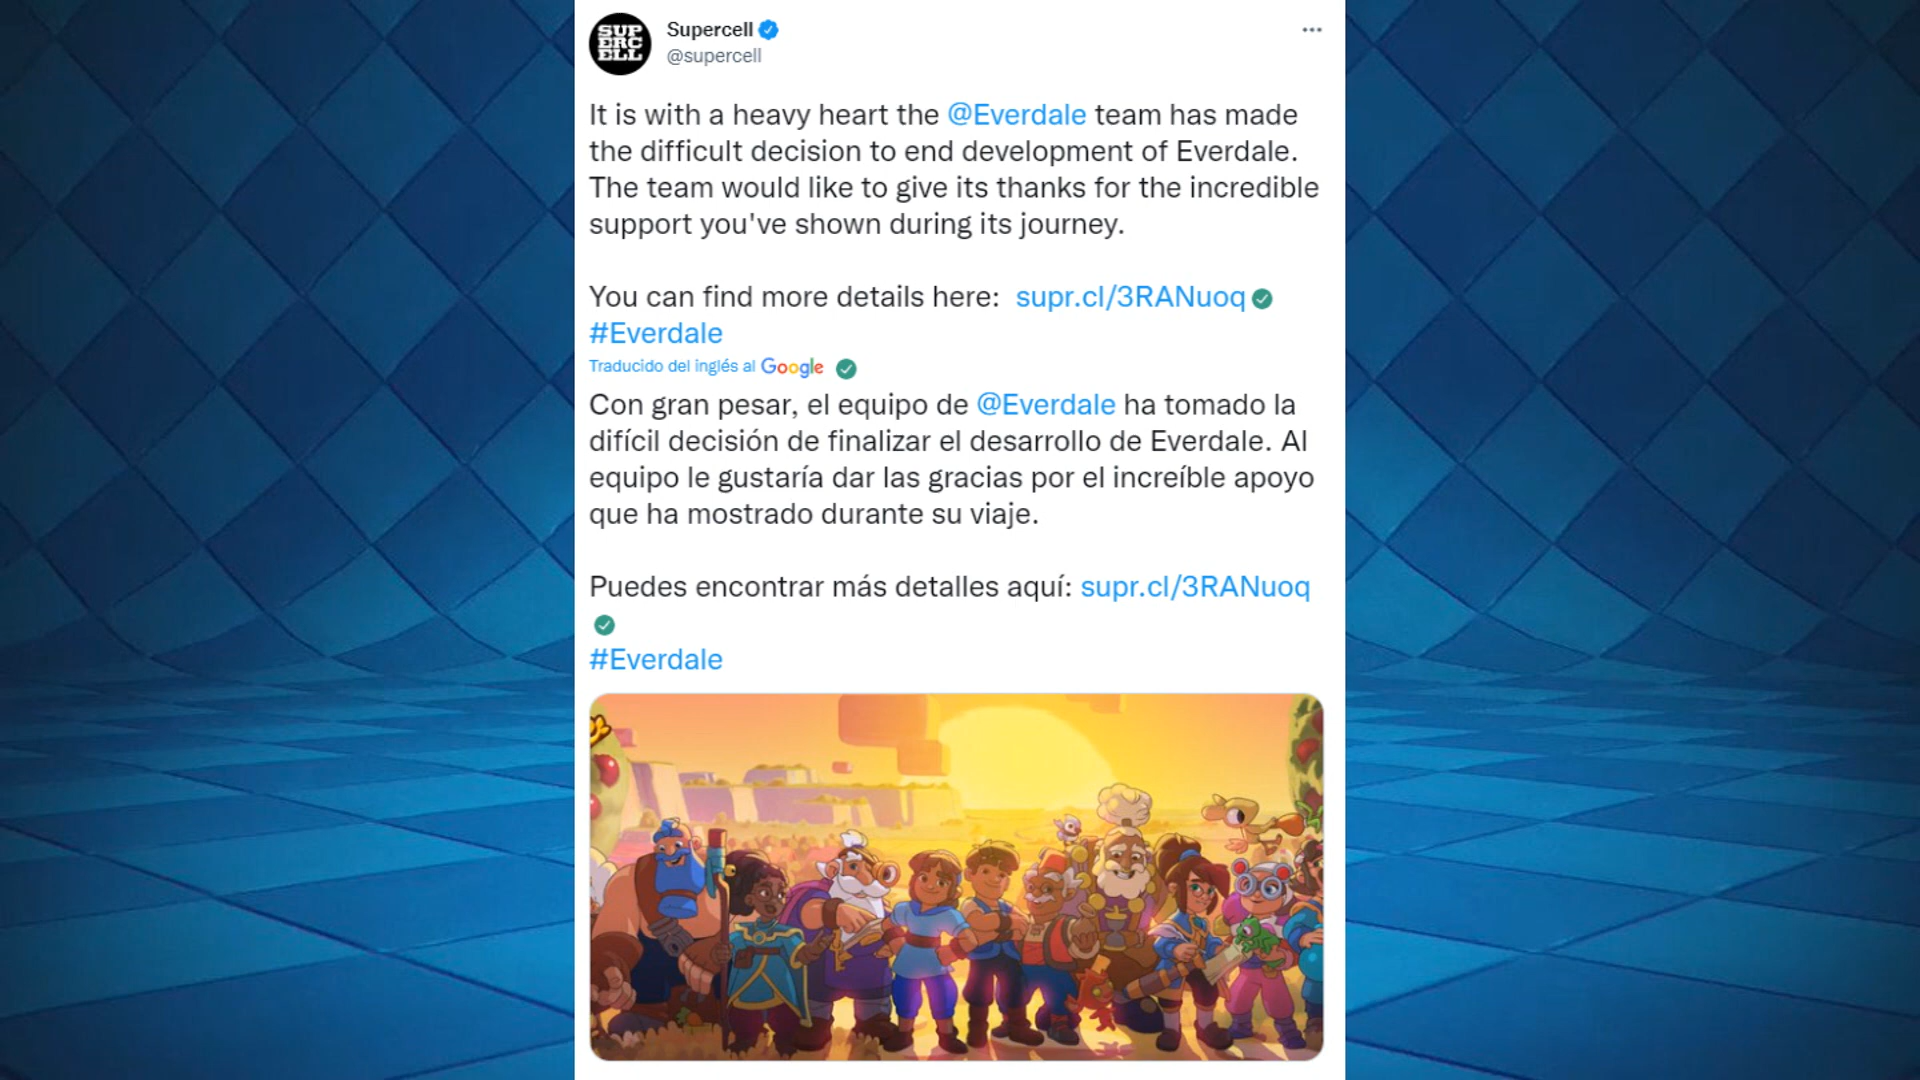 SUP
ERC
ELL
Supercell
@supercell
It is with a heavy heart the @Everdale team has made
the difficult decision to end development of Everdale.
The team would like to give its thanks for the incredible
support you've shown during its journey.
You can find more details here: supr.cl/3RANuoq
#Everdale
Traducido del inglés al Google
Con gran pesar, el equipo de @Everdale ha tomado la
difícil decisión de finalizar el desarrollo de Everdale. Al
equipo le gustaría dar las gracias por el increíble apoyo
que ha mostrado durante su viaje.
Puedes encontrar más detalles aquí: supr.cl/3RANuoq
#Everdale